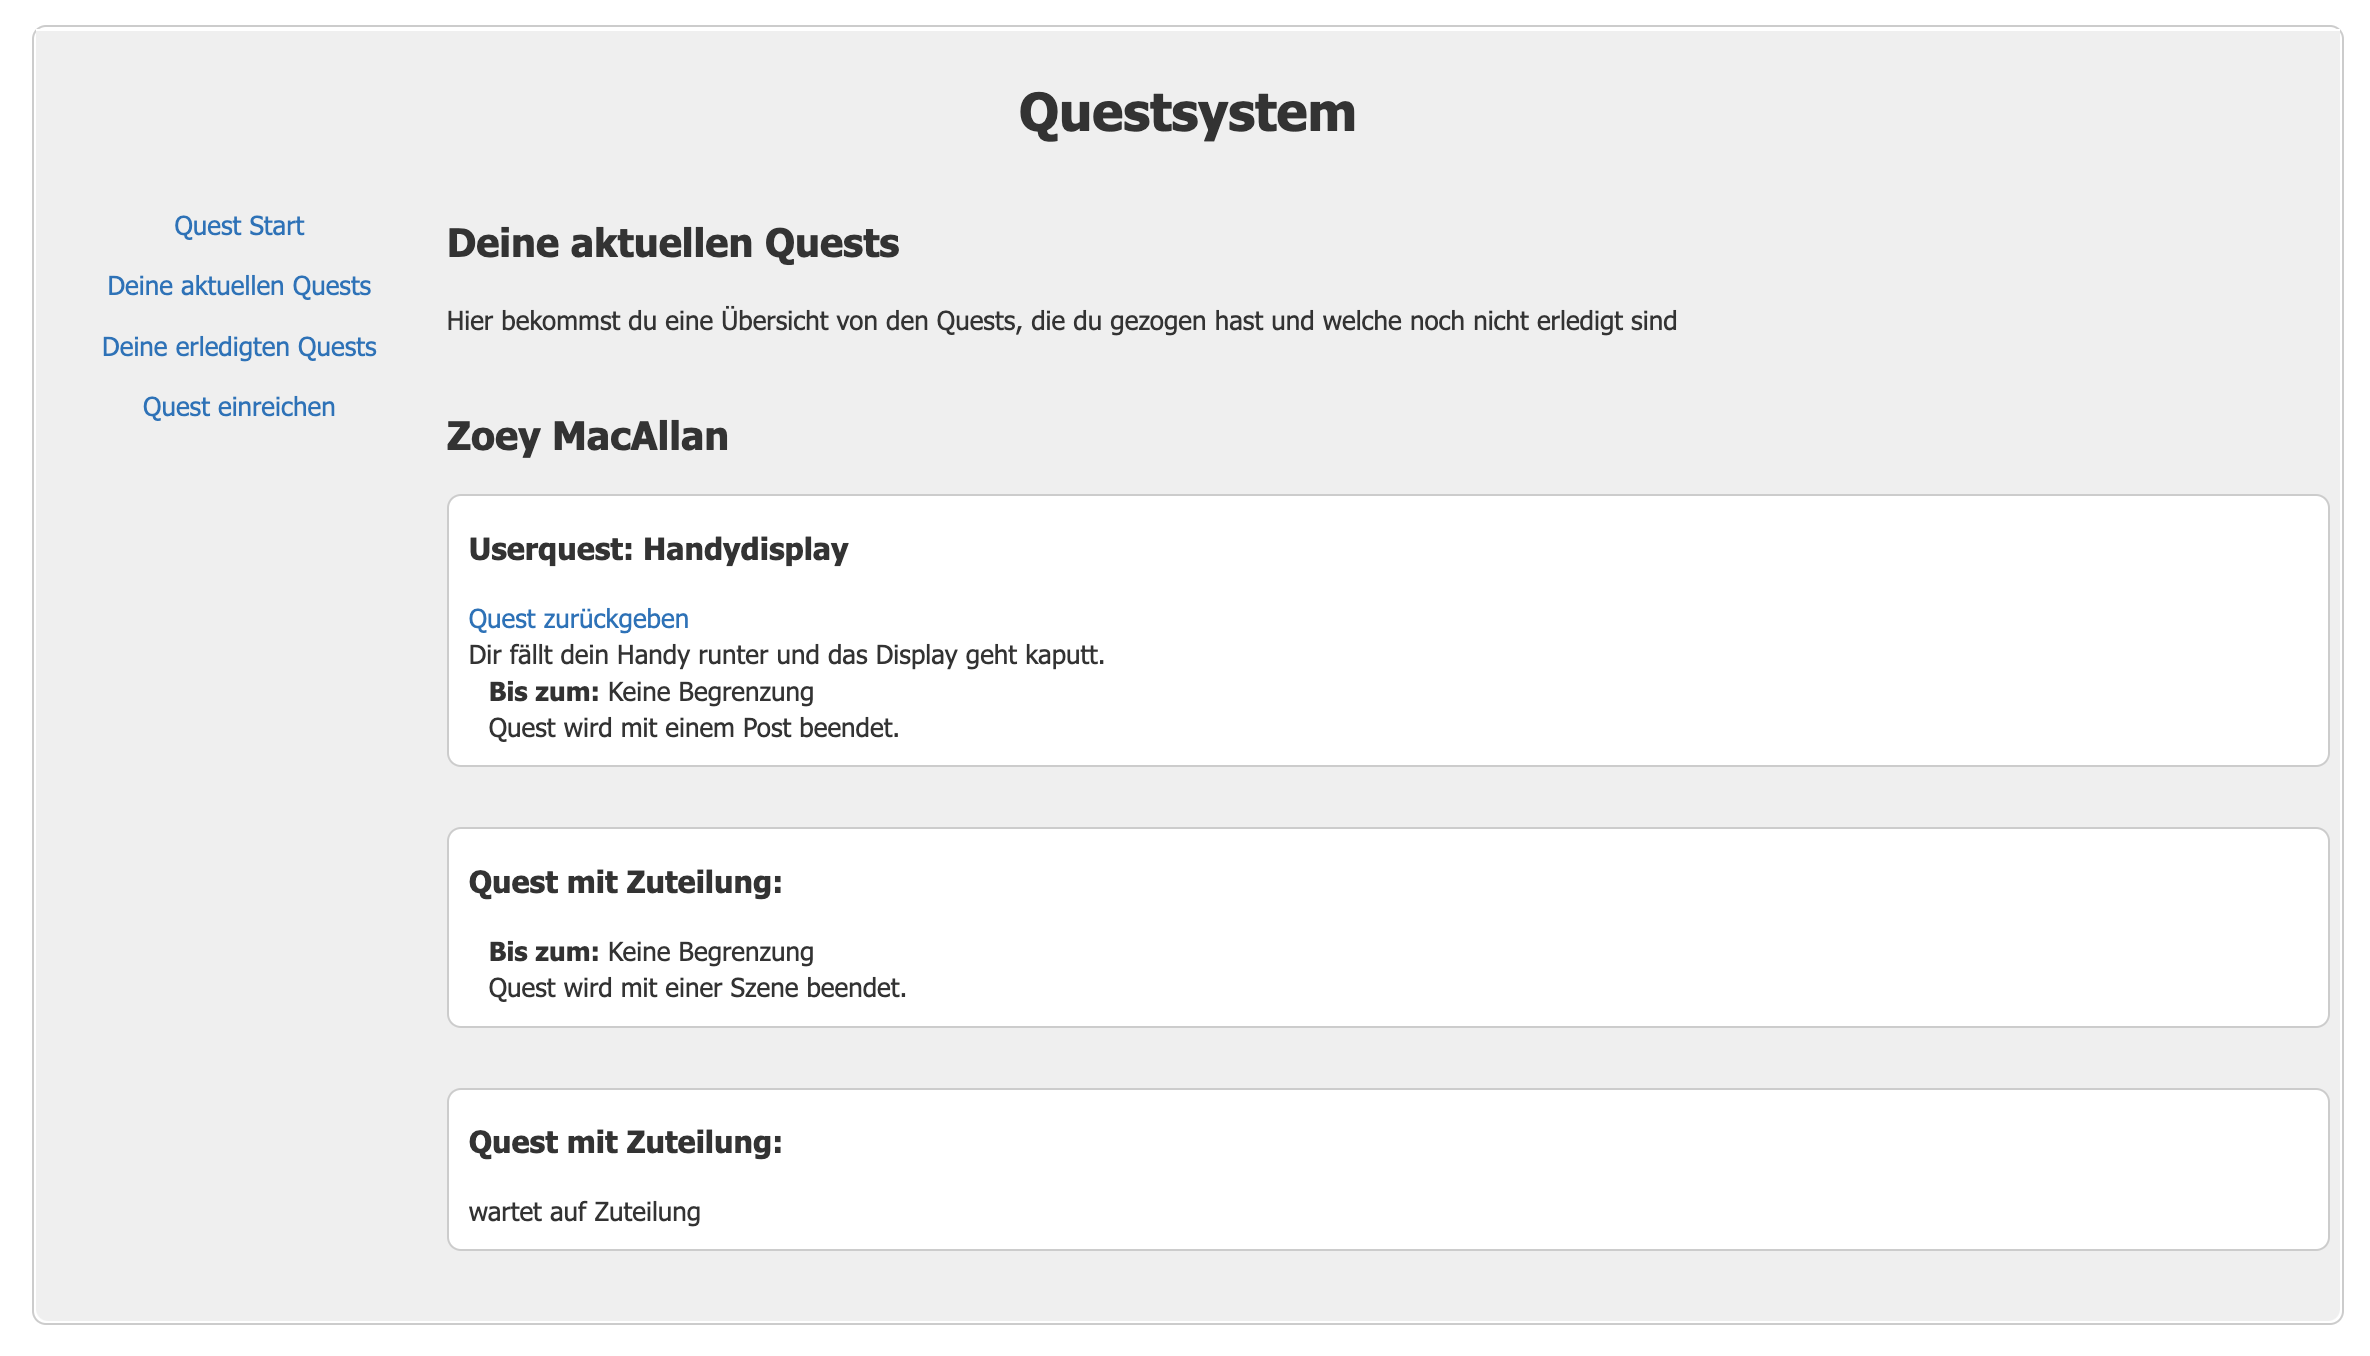 Questsystem
Quest Start
Deine aktuellen Quests
Deine erledigten Quests
Quest einreichen
Deine aktuellen Quests
Hier bekommst du eine Übersicht von den Quests, die du gezogen hast und welche noch nicht erledigt sind
Zoey MacAllan
Userquest: Handydisplay
Quest zurückgeben
Dir fällt dein Handy runter und das Display geht kaputt.
Bis zum: Keine Begrenzung
Quest wird mit einem Post beendet.
Quest mit Zuteilung:
Bis zum: Keine Begrenzung
Quest wird mit einer Szene beendet.
Quest mit Zuteilung:
wartet auf Zuteilung